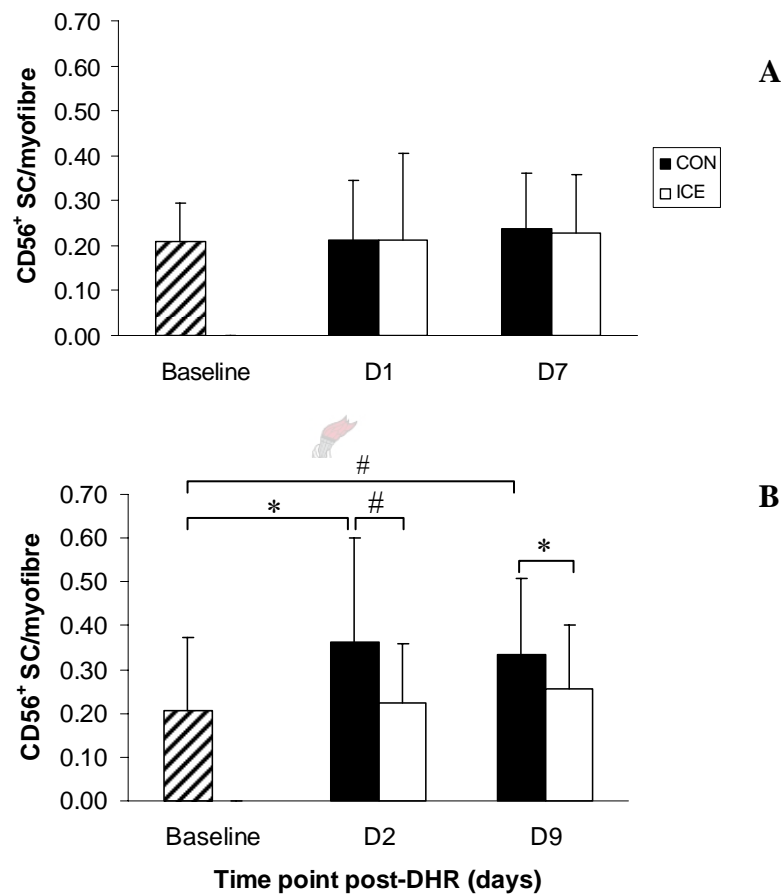 0.70
0.60
0.50
0.40
0.30
0.20
0.10
0.00
CD56⁺ SC/myofibre
Baseline
D1
D7
CON
ICE
A
#
*
#
*
0.70
0.60
0.50
0.40
0.30
0.20
0.10
0.00
CD56⁺ SC/myofibre
Baseline
D2
D9
Time point post-DHR (days)
B